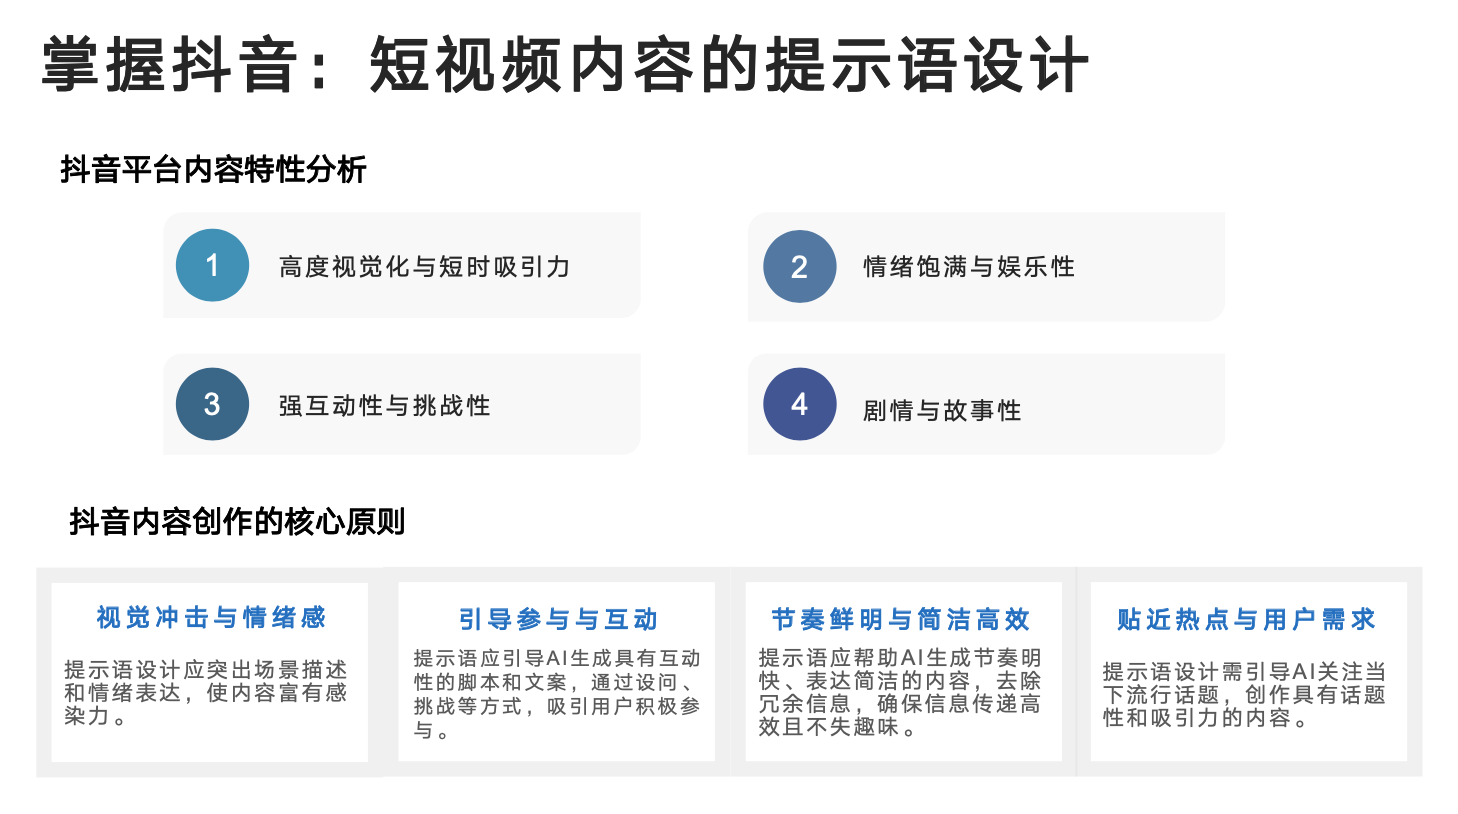 掌握抖音：短视频内容的提示语设计
抖音平台内容特性分析
1
高度视觉化与短时吸引力
2
情绪饱满与娱乐性
3
强互动性与挑战性
4
剧情与故事性
抖音内容创作的核心原则
视觉冲击与情绪感
提示语设计应突出场景描述
和情绪表达，使内容富有感
染力。
引导参与与互动
提示语应引导AI生成具有互动
性的脚本和文案，通过设问、
挑战等方式，吸引用户积极参
与。
节奏鲜明与简洁高效
提示语应帮助AI生成节奏明
快、表达简洁的内容，去除
冗余信息，确保信息传递高
效且不失趣味。
贴近热点与用户需求
提示语设计需引导AI关注当
下流行话题，创作具有话题
性和吸引力的内容。